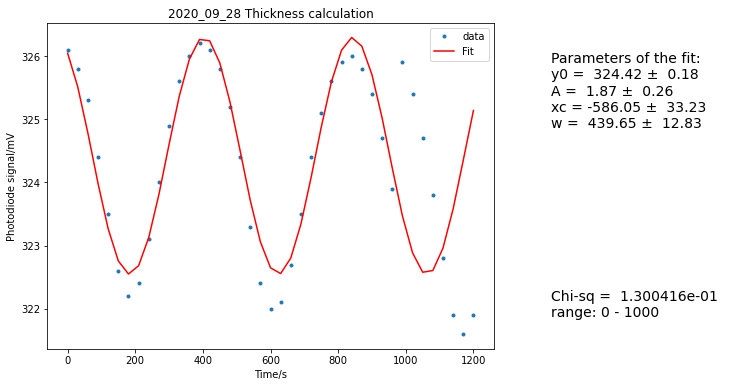 2020_09_28 Thickness calculation
data
Fit
326
325
324
323
322
Photodiode signal/mV
0
200
400
600
800
1000
1200
Time/s
Parameters of the fit:
y0 =  324.42 ±  0.18
A =  1.87 ±  0.26
xc = -586.05 ±  33.23
w =  439.65 ±  12.83
Chi-sq =  1.300416e-01
range: 0 - 1000